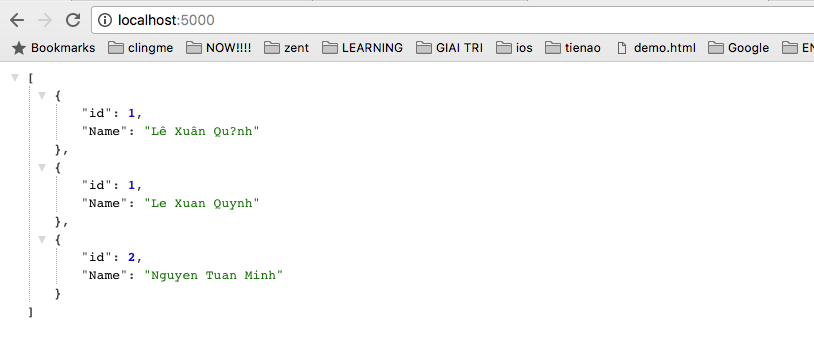 localhost:5000
Bookmarks clingme NOW!!!! zent LEARNING GIAI TRI ios tienao demo.html Google EN
[
{
"id": 1,
"Name": "Lê Xuân Qu?nh"
},
{
"id": 1,
"Name": "Le Xuan Quynh"
},
{
"id": 2,
"Name": "Nguyen Tuan Minh"
}
]